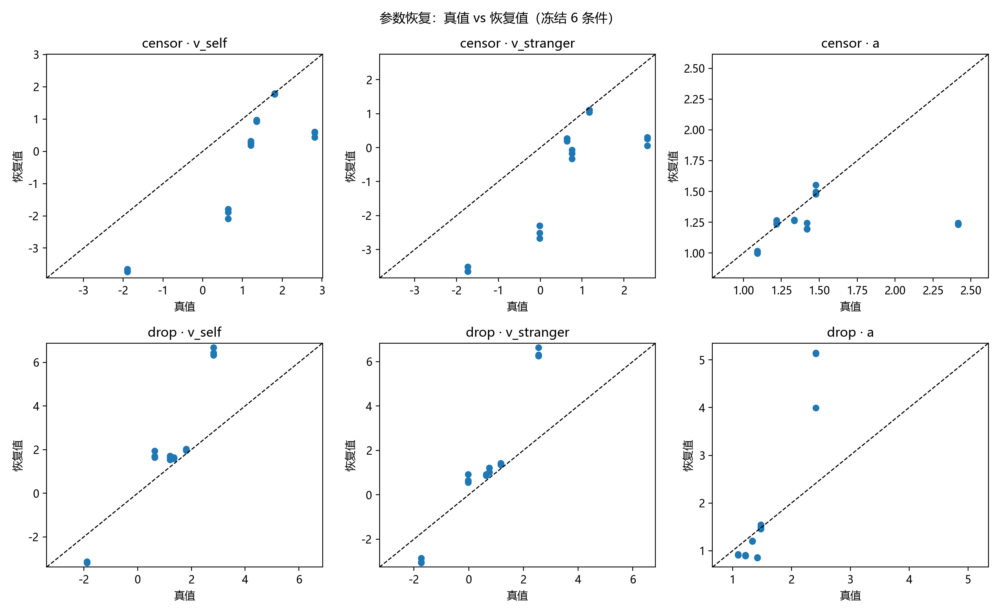 参数恢复：真值 vs 恢复值（冻结 6 条件）
censor · v_self
3
2
1
0
-1
-2
-3
恢复值
-3 -2 -1 0 1 2 3
真值
censor · v_stranger
2
1
0
-1
-2
-3
恢复值
-3 -2 -1 0 1 2
真值
censor · a
2.50
2.25
2.00
1.75
1.50
1.25
1.00
恢复值
1.00 1.25 1.50 1.75 2.00 2.25 2.50
真值
drop · v_self
6
4
2
0
-2
恢复值
-2 0 2 4 6
真值
drop · v_stranger
6
4
2
0
-2
恢复值
-2 0 2 4 6
真值
drop · a
5
4
3
2
1
恢复值
1 2 3 4 5
真值